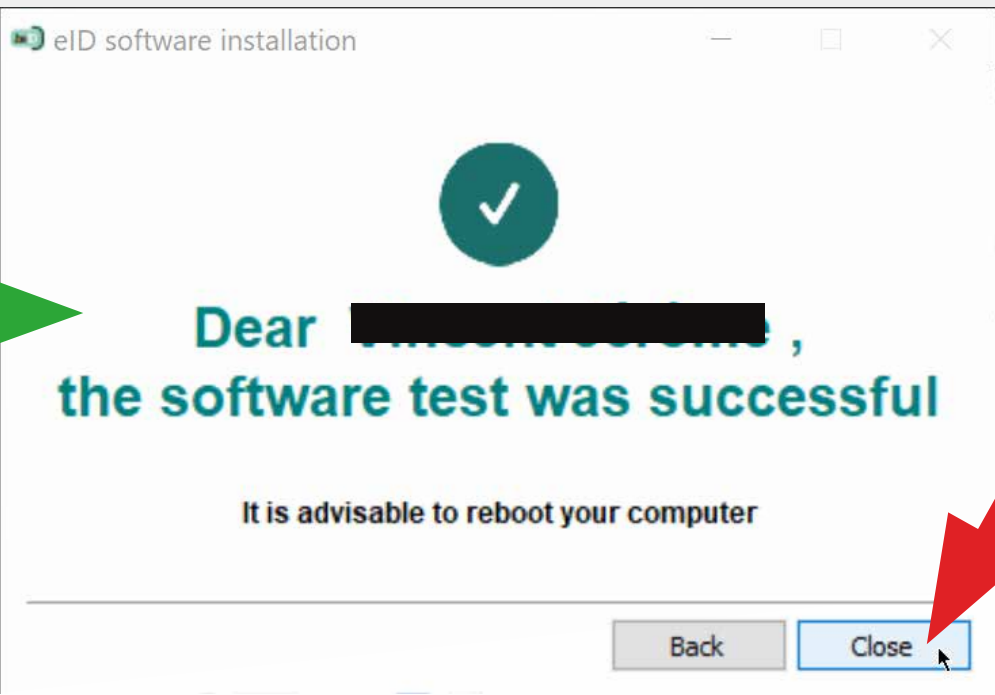 eID software installation
Dear ,
the software test was successful
It is advisable to reboot your computer
Back
Close